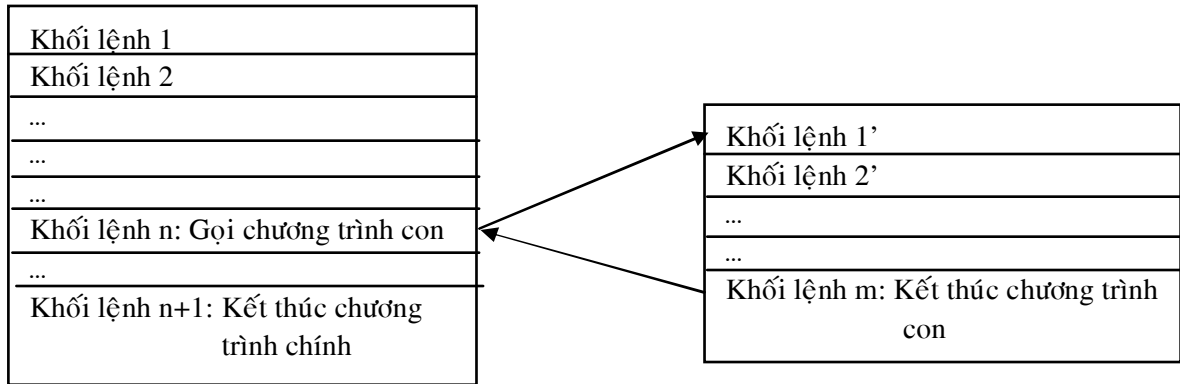 Khối lệnh 1
Khối lệnh 2
...
...
...
Khối lệnh n: Gọi chương trình con
...
Khối lệnh n+1: Kết thúc chương
trình chính
Khối lệnh 1’
Khối lệnh 2’
...
...
Khối lệnh m: Kết thúc chương trình
con